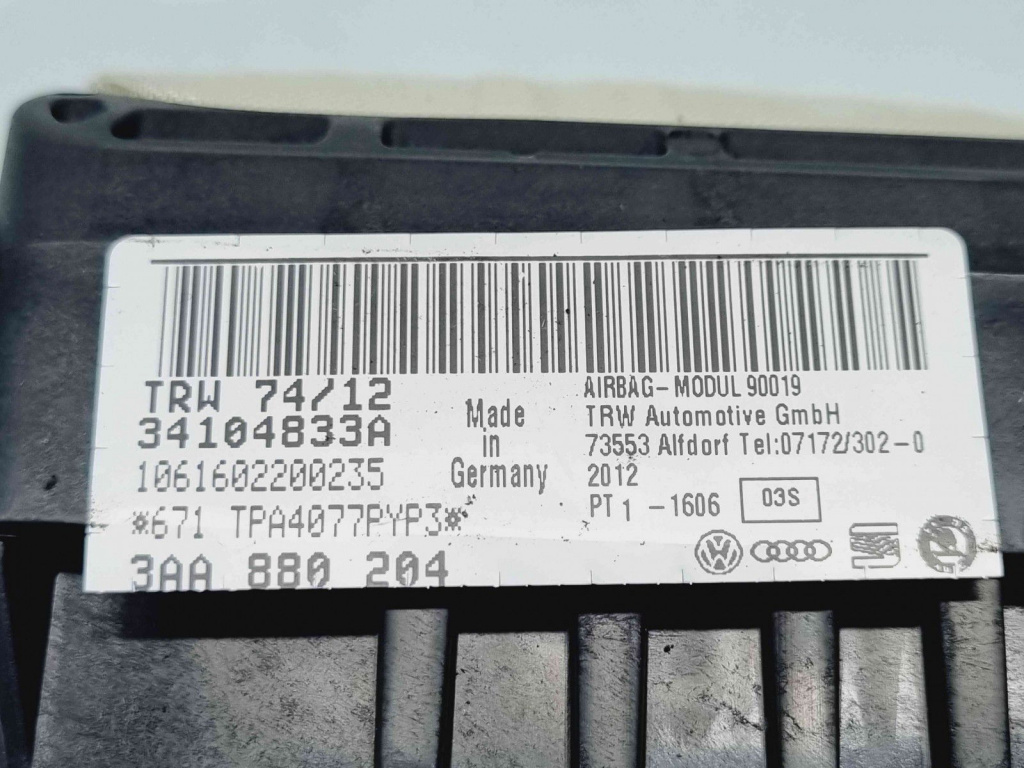 TRW 74/12
34104833A
1061602200235
*671 TPA4077PYP3*
3AA 880 204
Made
in
Germany
AIRBAG-MODUL 90019
TRW Automotive GmbH
73553 Alfdorf Tel:07172/302-0
2012
PT 1 -1606 03S